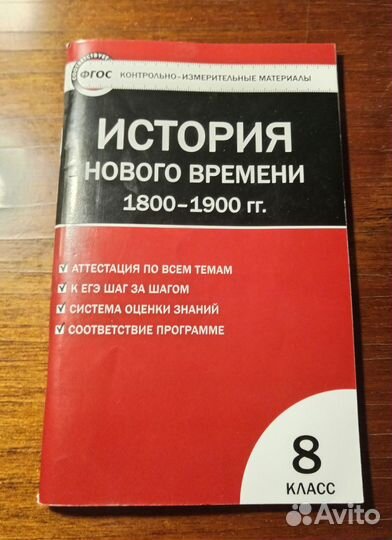 СООТВЕТСТВУЕТ
ФГОС
КОНТРОЛЬНО-ИЗМЕРИТЕЛЬНЫЕ МАТЕРИАЛЫ
ИСТОРИЯ
НОВОГО ВРЕМЕНИ
1800–1900 гг.
АТТЕСТАЦИЯ ПО ВСЕМ ТЕМАМ
К ЕГЭ ШАГ ЗА ШАГОМ
СИСТЕМА ОЦЕНКИ ЗНАНИЙ
СООТВЕТСТВИЕ ПРОГРАММЕ
8
КЛАСС
Avito